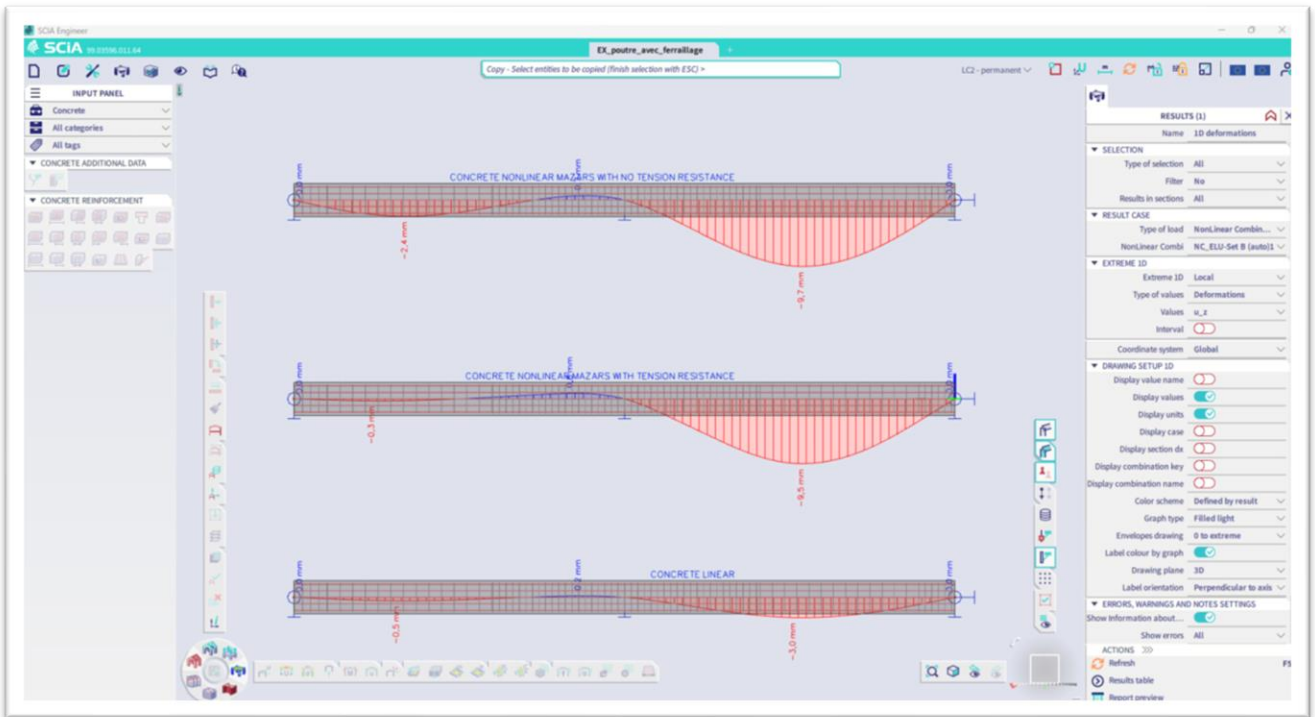 SCIA Engineer
SCIA 99.03598.011.64
EX_poutre_avec_ferraillage
Copy - Select entities to be copied (finish selection with ESC) >
LC2 - permanent
INPUT PANEL
Concrete
All categories
All tags
CONCRETE ADDITIONAL DATA
CONCRETE REINFORCEMENT
CONCRETE NONLINEAR MAZARS WITH NO TENSION RESISTANCE
-2,4 mm
-9,7 mm
CONCRETE NONLINEAR MAZARS WITH TENSION RESISTANCE
-0,3 mm
-9,5 mm
CONCRETE LINEAR
-0,5 mm
-3,0 mm
RESULTS (1)
Name 1D deformations
SELECTION
Type of selection All
Filter No
Results in sections All
RESULT CASE
Type of load NonLinear Combin...
NonLinear Combi NC_ELU-Set B (auto)1
EXTREME 1D
Extreme 1D Local
Type of values Deformations
Values u_z
Interval
Coordinate system Global
DRAWING SETUP 1D
Display value name
Display values
Display units
Display case
Display section dx
Display combination key
Display combination name
Color scheme Defined by result
Graph type Filled light
Envelopes drawing 0 to extreme
Label colour by graph
Drawing plane 3D
Label orientation Perpendicular to axis
ERRORS, WARNINGS AND NOTES SETTINGS
Show Information about...
Show errors All
ACTIONS
Refresh F5
Results table
Report preview